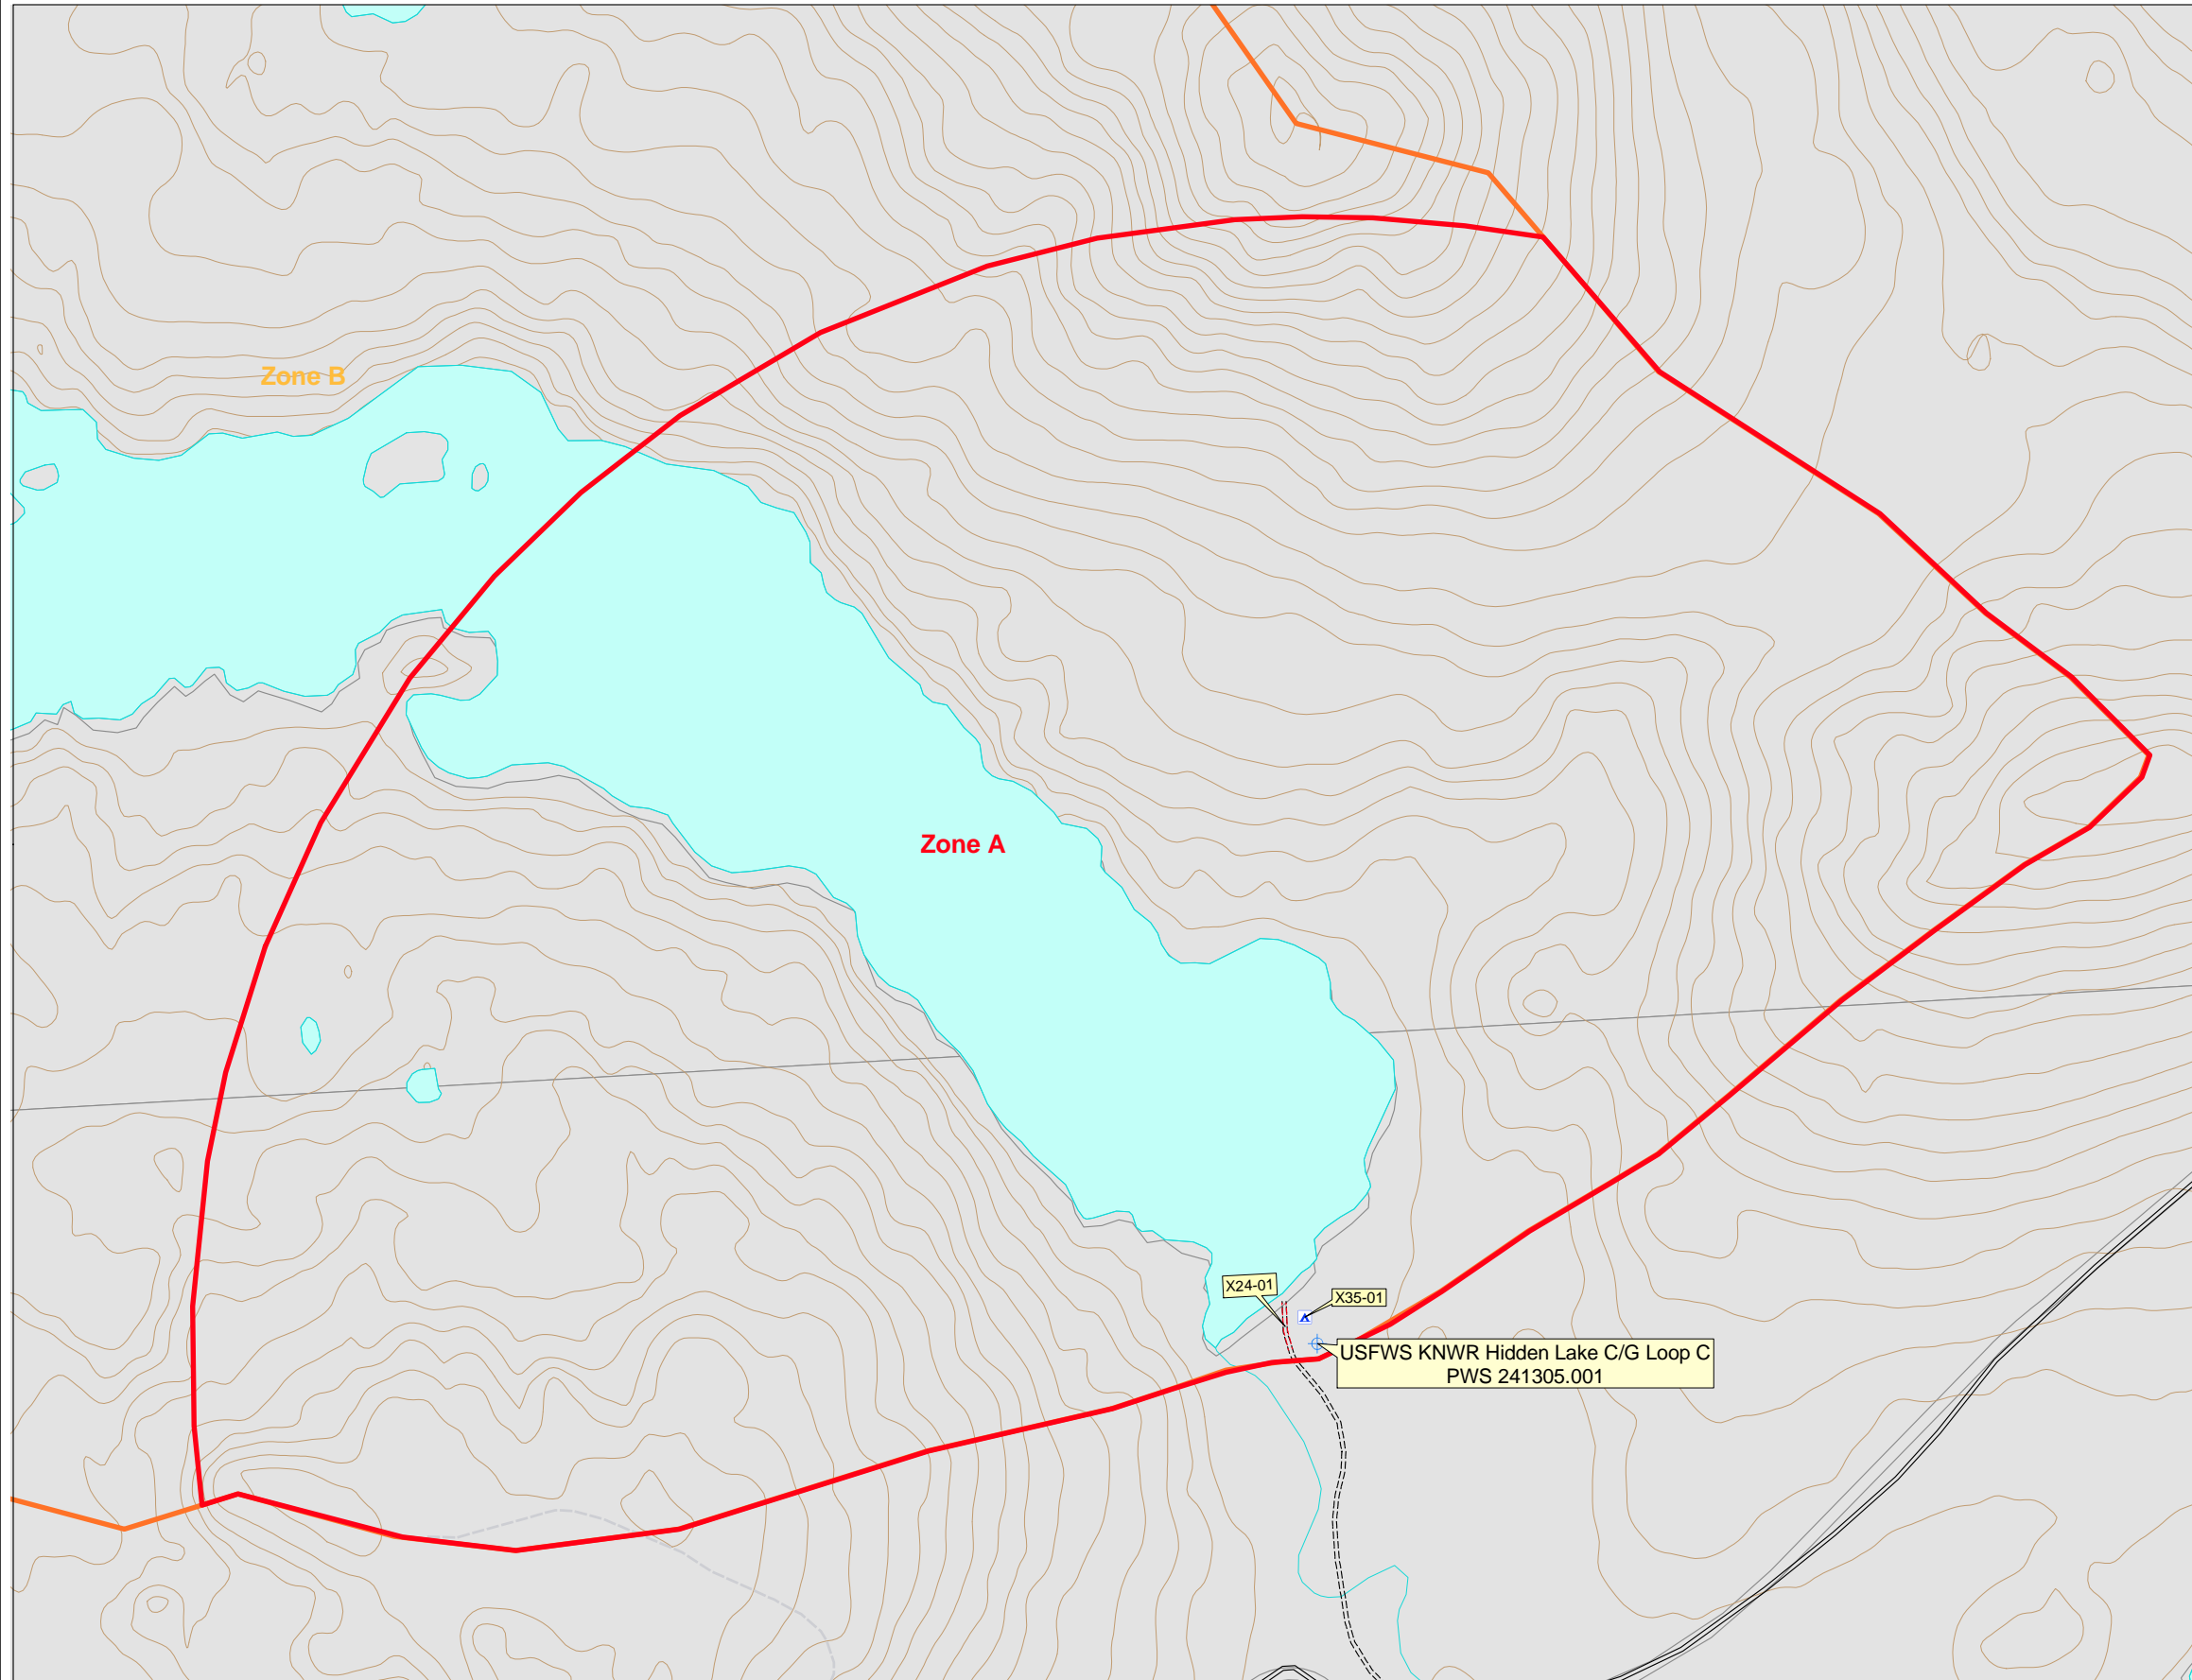 Zone B
Zone A
X24-01
X35-01
A
USFWS KNWR Hidden Lake C/G Loop C
PWS 241305.001